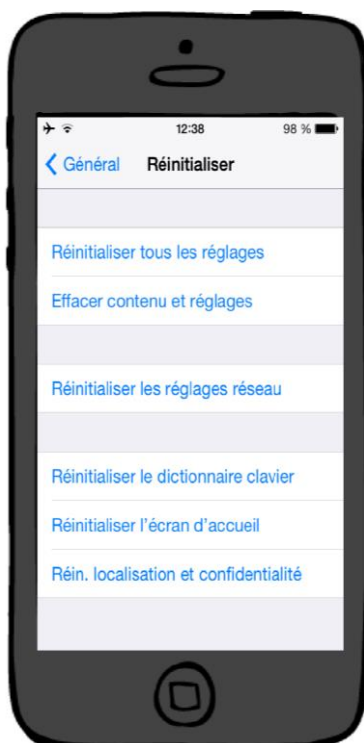 12:38 98 %
Général Réinitialiser
Réinitialiser tous les réglages
Effacer contenu et réglages
Réinitialiser les réglages réseau
Réinitialiser le dictionnaire clavier
Réinitialiser l'écran d'accueil
Réin. localisation et confidentialité